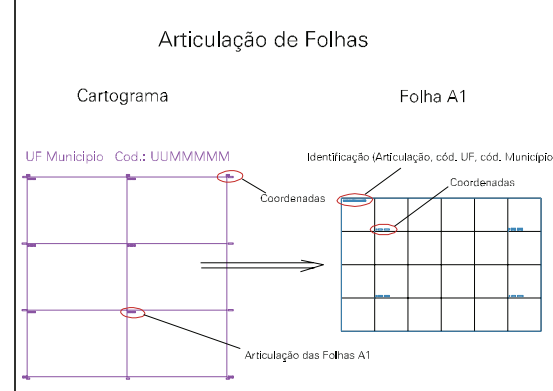 Articulação de Folhas
Cartograma
Folha A1
UF Municipio Cod.: UUMMMMM
Identificação (Articulação, cód. UF, cód. Município
Coordenadas
Coordenadas
Articulação das Folhas A1